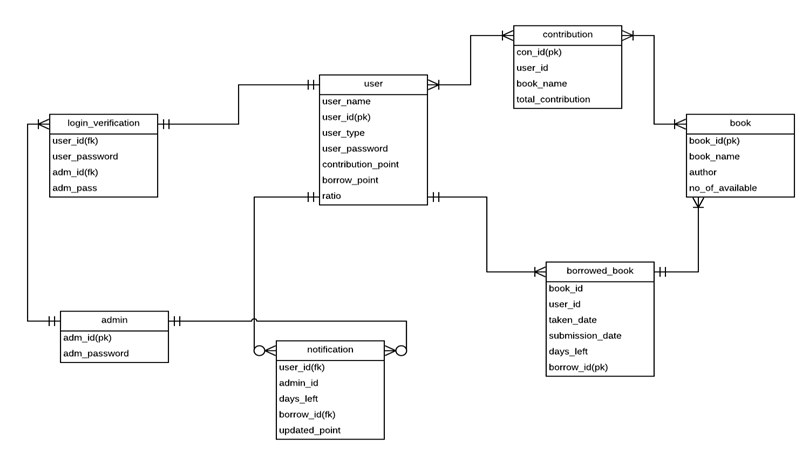 contribution
con_id(pk)
user_id
book_name
total_contribution
user
user_name
user_id(pk)
user_type
user_password
contribution_point
borrow_point
ratio
login_verification
user_id(fk)
user_password
adm_id(fk)
adm_pass
book
book_id(pk)
book_name
author
no_of_available
borrowed_book
book_id
user_id
taken_date
submission_date
days_left
borrow_id(pk)
admin
adm_id(pk)
adm_password
notification
user_id(fk)
admin_id
days_left
borrow_id(fk)
updated_point